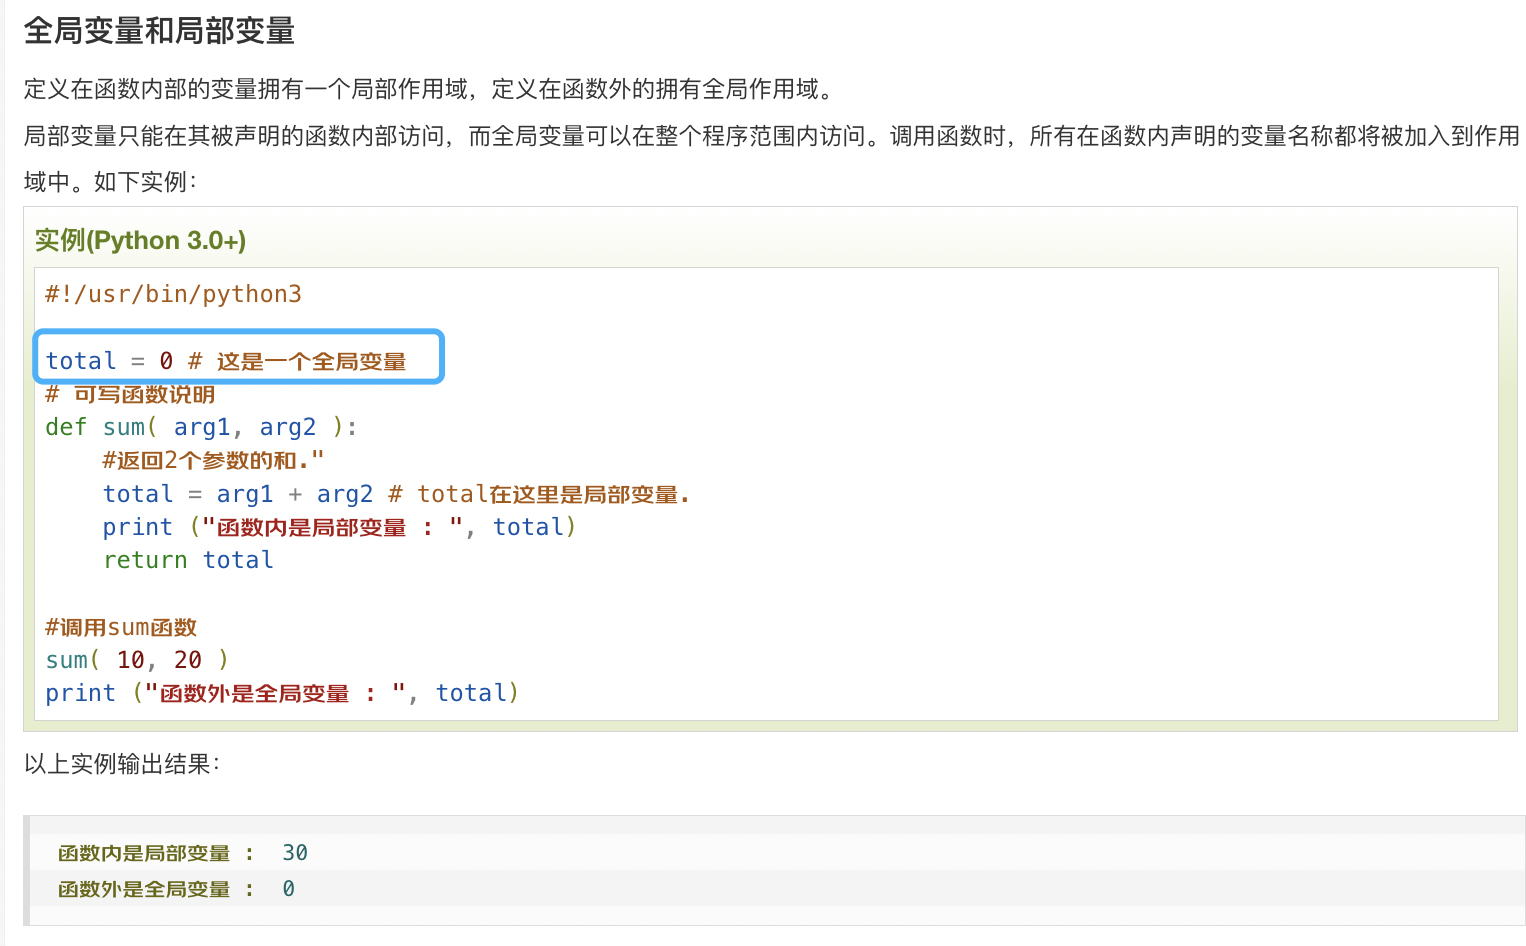 全局变量和局部变量
定义在函数内部的变量拥有一个局部作用域，定义在函数外的拥有全局作用域。
局部变量只能在其被声明的函数内部访问，而全局变量可以在整个程序范围内访问。调用函数时，所有在函数内声明的变量名称都将被加入到作用
域中。如下实例：
实例(Python 3.0+)
#!/usr/bin/python3
total = 0 # 这是一个全局变量
# 可写函数说明
def sum( arg1, arg2 ):
    #返回2个参数的和."
    total = arg1 + arg2 # total在这里是局部变量.
    print ("函数内是局部变量 : ", total)
    return total
#调用sum函数
sum( 10, 20 )
print ("函数外是全局变量 : ", total)
以上实例输出结果：
函数内是局部变量 :  30
函数外是全局变量 :  0